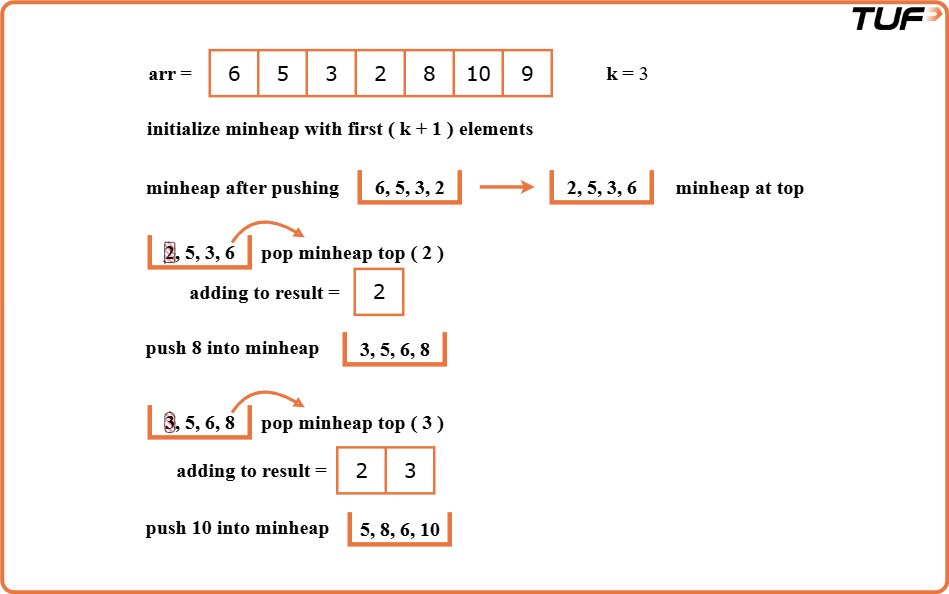 TUF
arr = 6 5 3 2 8 10 9 k = 3
initialize minheap with first ( k + 1 ) elements
minheap after pushing 6, 5, 3, 2 2, 5, 3, 6 minheap at top
2, 5, 3, 6 pop minheap top ( 2 )
adding to result = 2
push 8 into minheap 3, 5, 6, 8
3, 5, 6, 8 pop minheap top ( 3 )
adding to result = 2 3
push 10 into minheap 5, 8, 6, 10